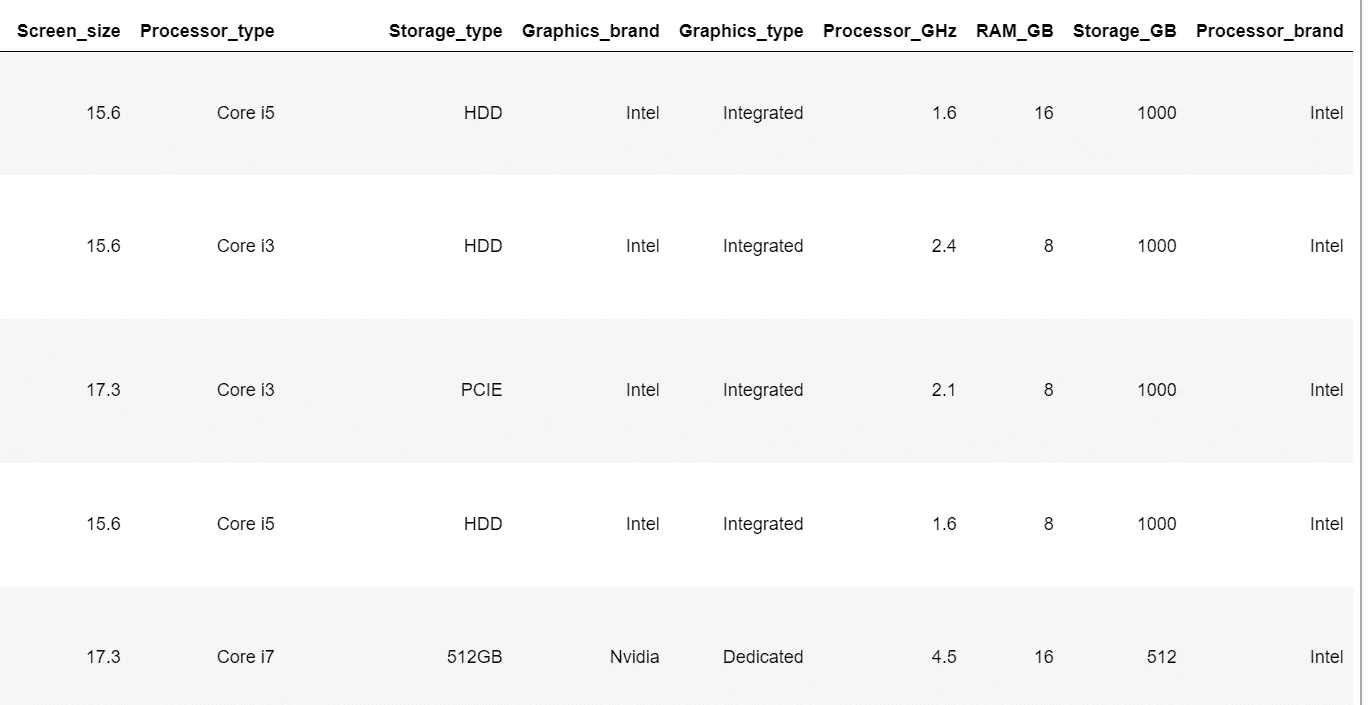 Screen_size Processor_type Storage_type Graphics_brand Graphics_type Processor_GHz RAM_GB Storage_GB Processor_brand
15.6 Core i5 HDD Intel Integrated 1.6 16 1000 Intel
15.6 Core i3 HDD Intel Integrated 2.4 8 1000 Intel
17.3 Core i3 PCIE Intel Integrated 2.1 8 1000 Intel
15.6 Core i5 HDD Intel Integrated 1.6 8 1000 Intel
17.3 Core i7 512GB Nvidia Dedicated 4.5 16 512 Intel